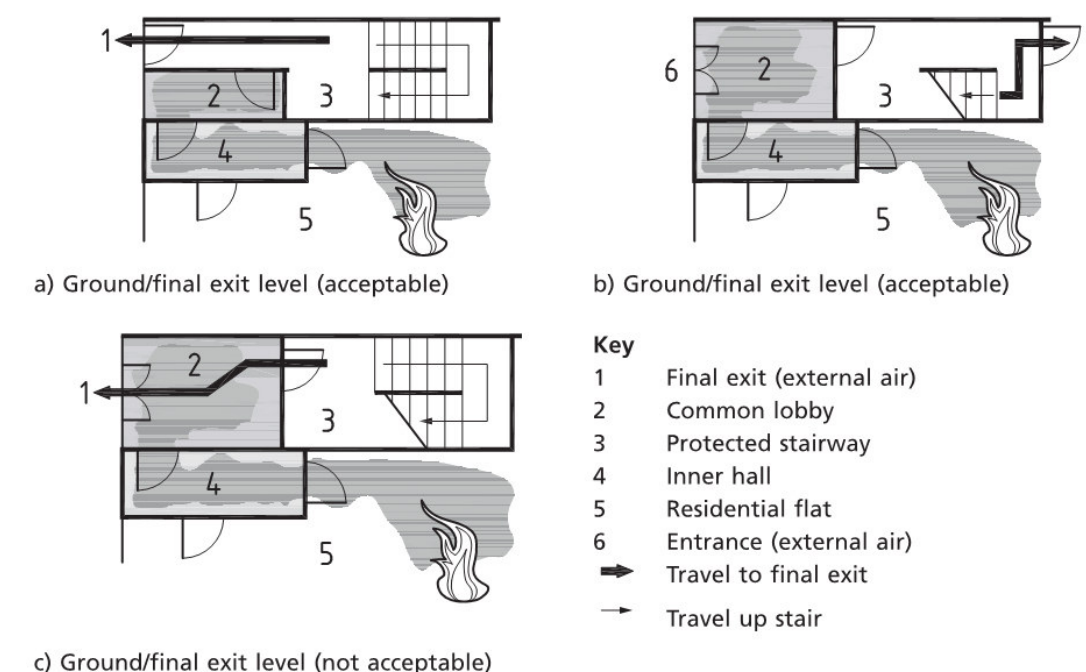 1
2
3
4
5
a) Ground/final exit level (acceptable)
6
2
3
4
5
b) Ground/final exit level (acceptable)
1
2
3
4
5
c) Ground/final exit level (not acceptable)
Key
1 Final exit (external air)
2 Common lobby
3 Protected stairway
4 Inner hall
5 Residential flat
6 Entrance (external air)
Travel to final exit
Travel up stair